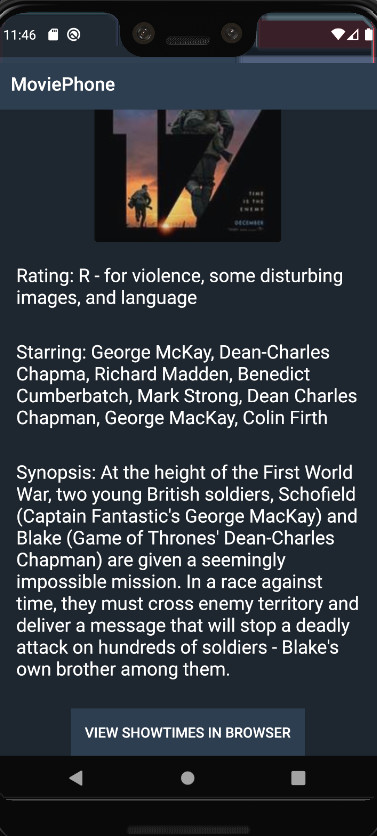 11:46
MoviePhone
17
TIME
IS THE
ENEMY
DECEMBER
Rating: R - for violence, some disturbing
images, and language
Starring: George McKay, Dean-Charles
Chapma, Richard Madden, Benedict
Cumberbatch, Mark Strong, Dean Charles
Chapman, George MacKay, Colin Firth
Synopsis: At the height of the First World
War, two young British soldiers, Schofield
(Captain Fantastic's George MacKay) and
Blake (Game of Thrones' Dean-Charles
Chapman) are given a seemingly
impossible mission. In a race against
time, they must cross enemy territory and
deliver a message that will stop a deadly
attack on hundreds of soldiers - Blake's
own brother among them.
VIEW SHOWTIMES IN BROWSER